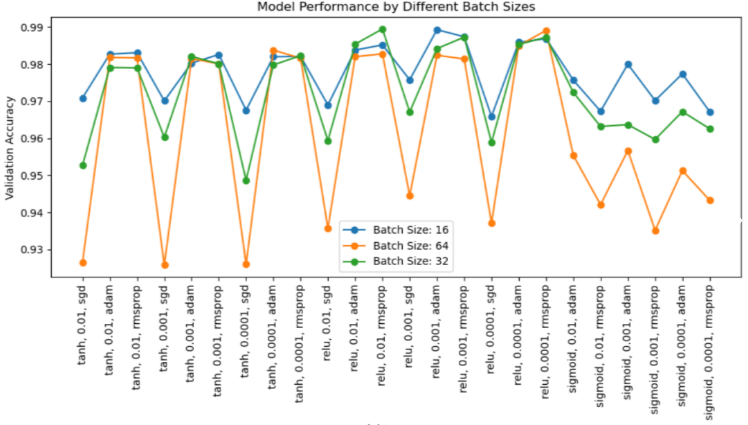 Model Performance by Different Batch Sizes
Validation Accuracy
0.99
0.98
0.97
0.96
0.95
0.94
0.93
Batch Size: 16
Batch Size: 64
Batch Size: 32
tanh, 0.01, sgd
tanh, 0.01, adam
tanh, 0.01, rmsprop
tanh, 0.001, sgd
tanh, 0.001, adam
tanh, 0.001, rmsprop
tanh, 0.0001, sgd
tanh, 0.0001, adam
tanh, 0.0001, rmsprop
relu, 0.01, sgd
relu, 0.01, adam
relu, 0.01, rmsprop
relu, 0.001, sgd
relu, 0.001, adam
relu, 0.001, rmsprop
relu, 0.0001, sgd
relu, 0.0001, adam
relu, 0.0001, rmsprop
sigmoid, 0.01, adam
sigmoid, 0.01, rmsprop
sigmoid, 0.001, adam
sigmoid, 0.001, rmsprop
sigmoid, 0.0001, adam
sigmoid, 0.0001, rmsprop